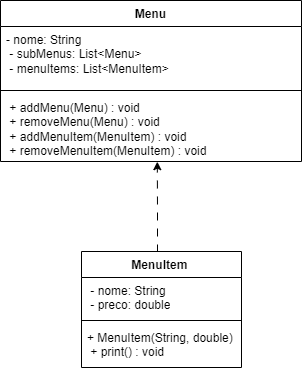 Menu
- nome: String
- subMenus: List<Menu>
- menuItems: List<MenuItem>
+ addMenu(Menu) : void
+ removeMenu(Menu) : void
+ addMenuItem(MenuItem) : void
+ removeMenuItem(MenuItem) : void
MenuItem
- nome: String
- preco: double
+ MenuItem(String, double)
+ print() : void